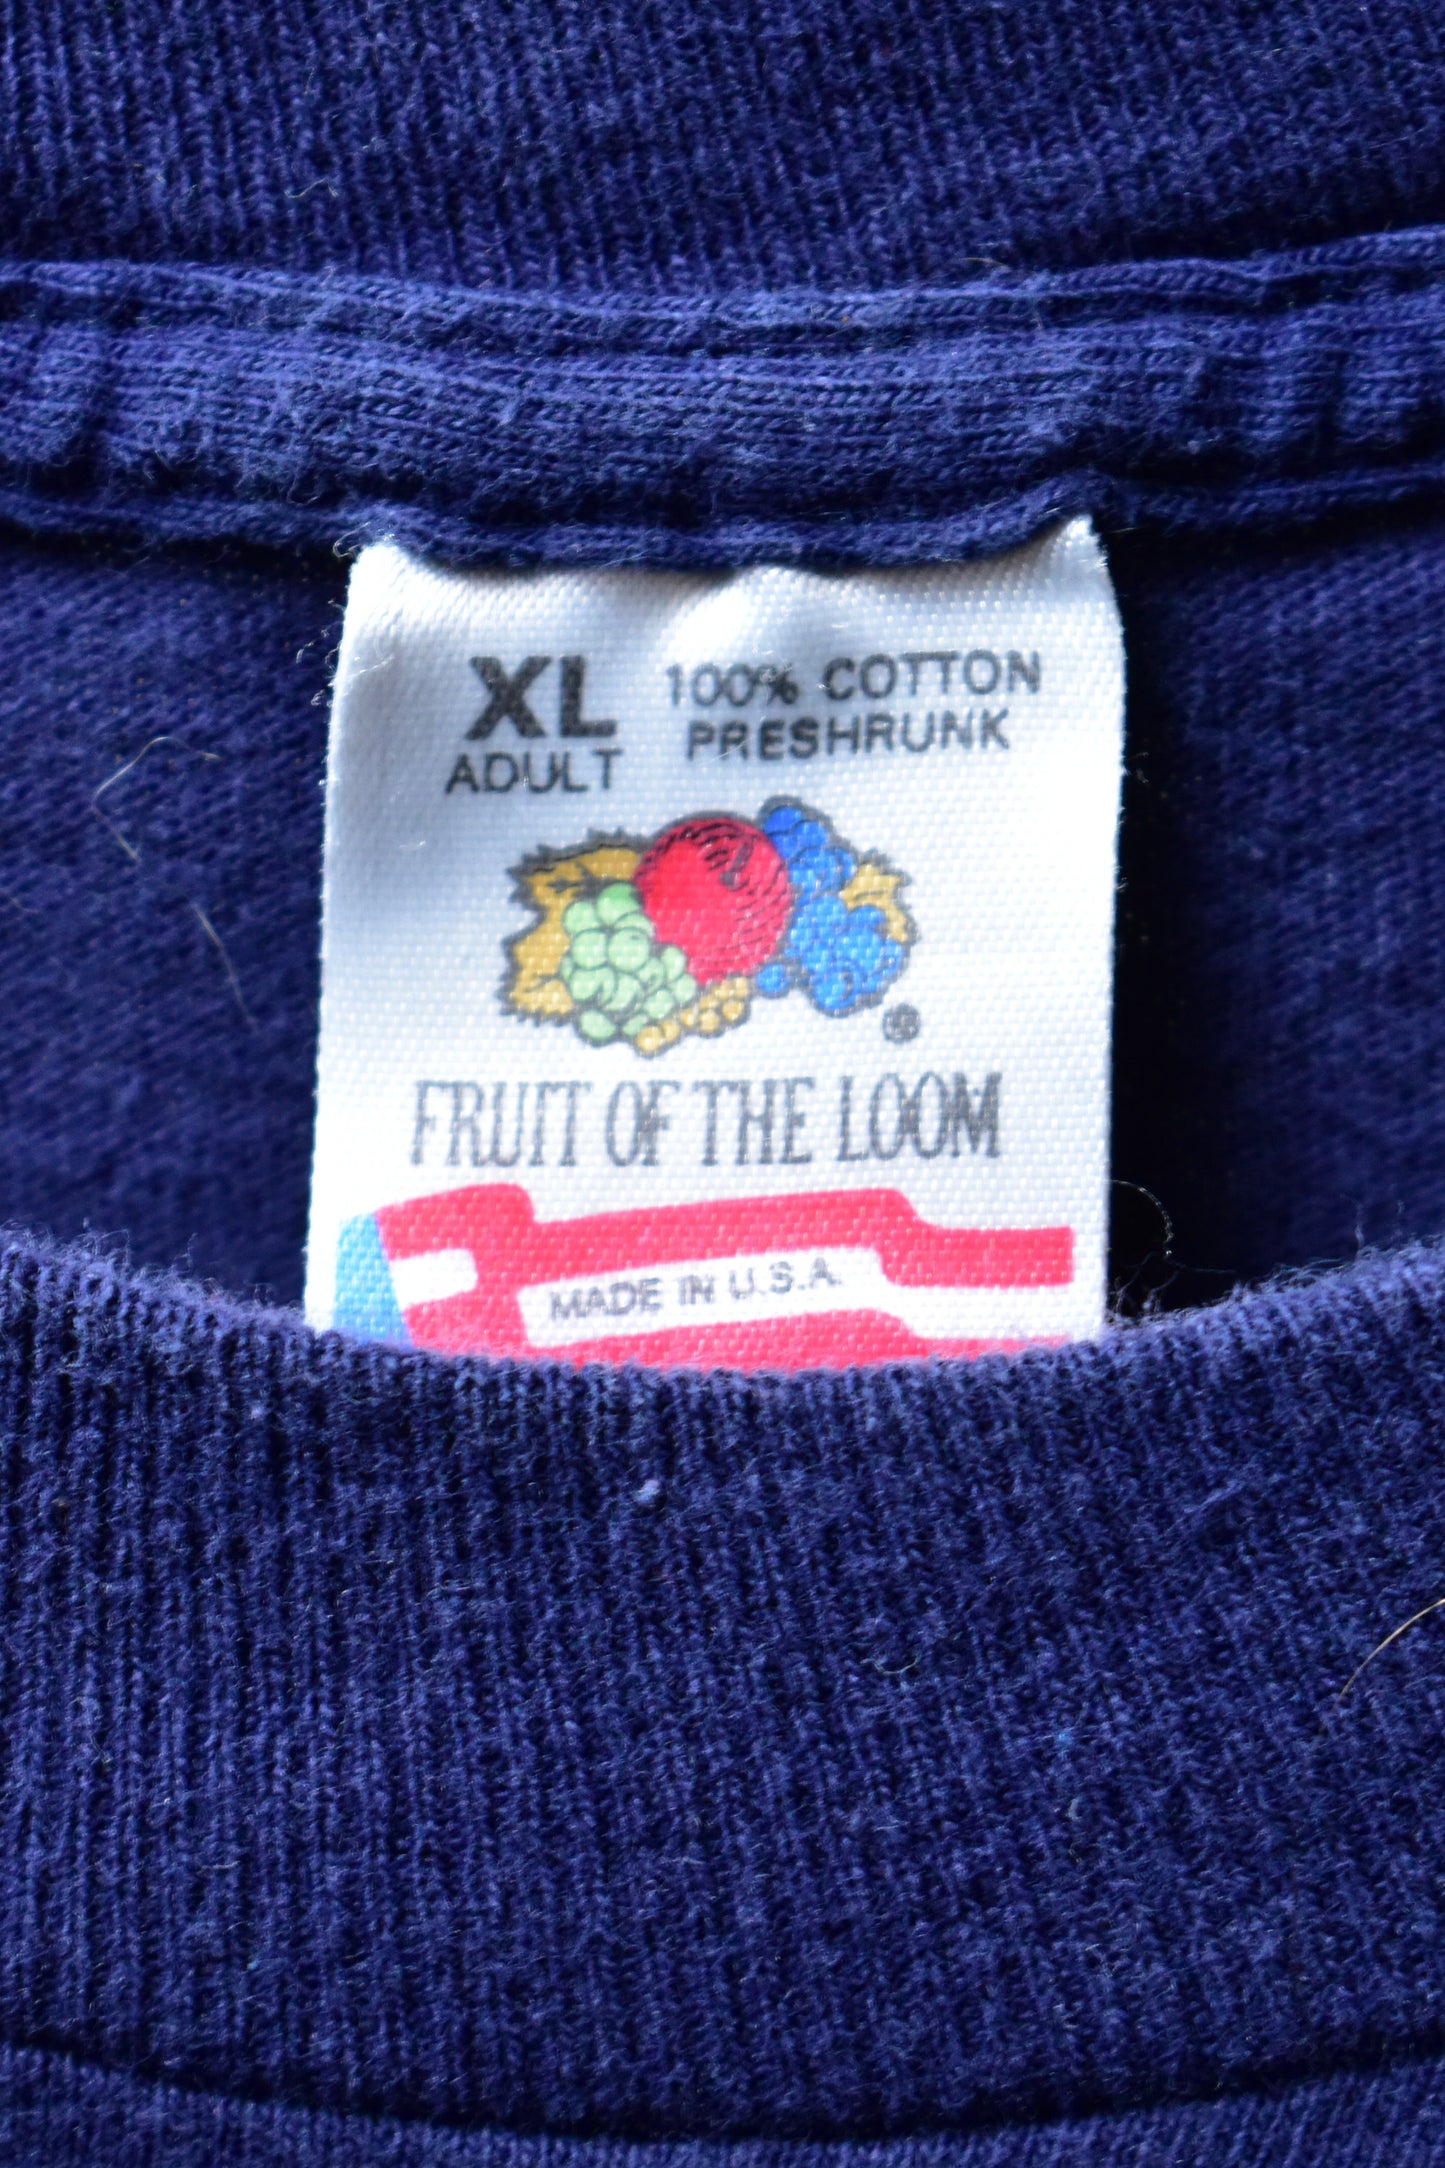 XL 100% COTTON
ADULT PRESHRUNK
®
FRUIT OF THE LOOM
MADE IN U.S.A.